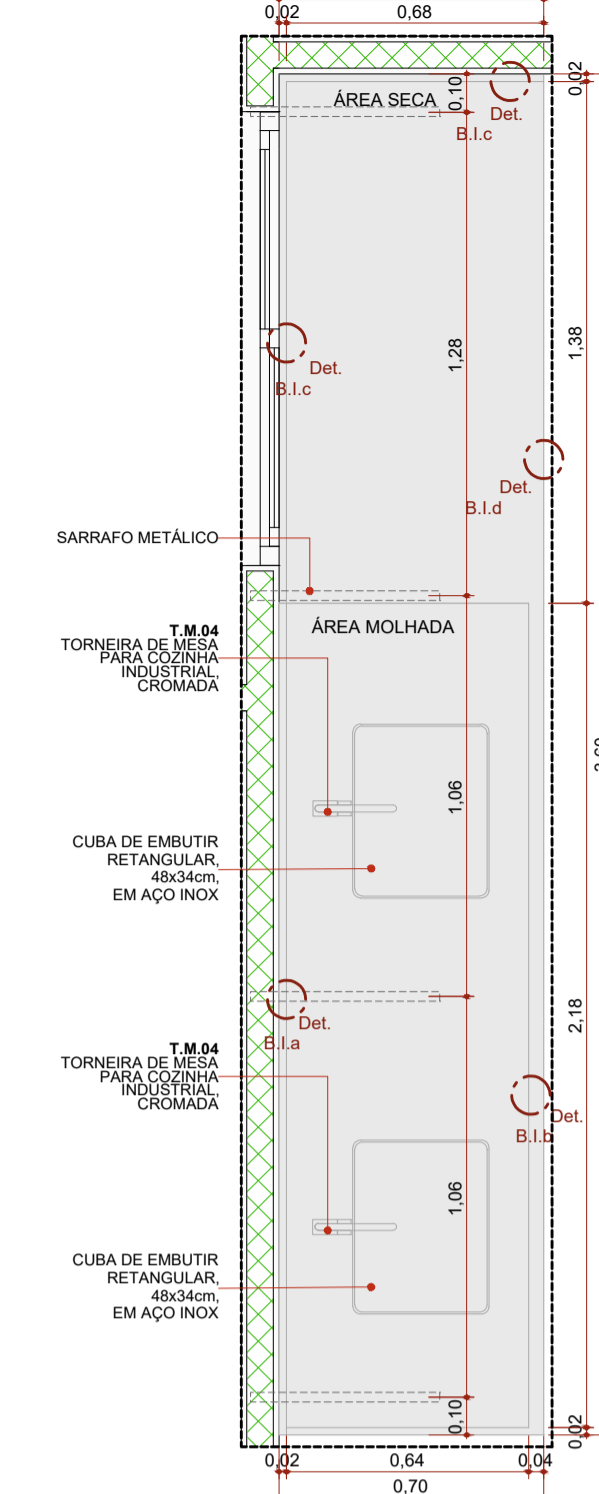 0,02
0,68
ÁREA SECA
0,10
0,02
Det.
B.I.c
1,28
1,38
Det.
B.I.c
Det.
B.I.d
SARRAFO METÁLICO
ÁREA MOLHADA
T.M.04
TORNEIRA DE MESA
PARA COZINHA
INDUSTRIAL,
CROMADA
1,06
CUBA DE EMBUTIR
RETANGULAR,
48x34cm,
EM AÇO INOX
2,18
Det.
B.I.a
T.M.04
TORNEIRA DE MESA
PARA COZINHA
INDUSTRIAL,
CROMADA
Det.
B.I.b
1,06
CUBA DE EMBUTIR
RETANGULAR,
48x34cm,
EM AÇO INOX
0,10
0,02
0,02
0,64
0,04
0,70